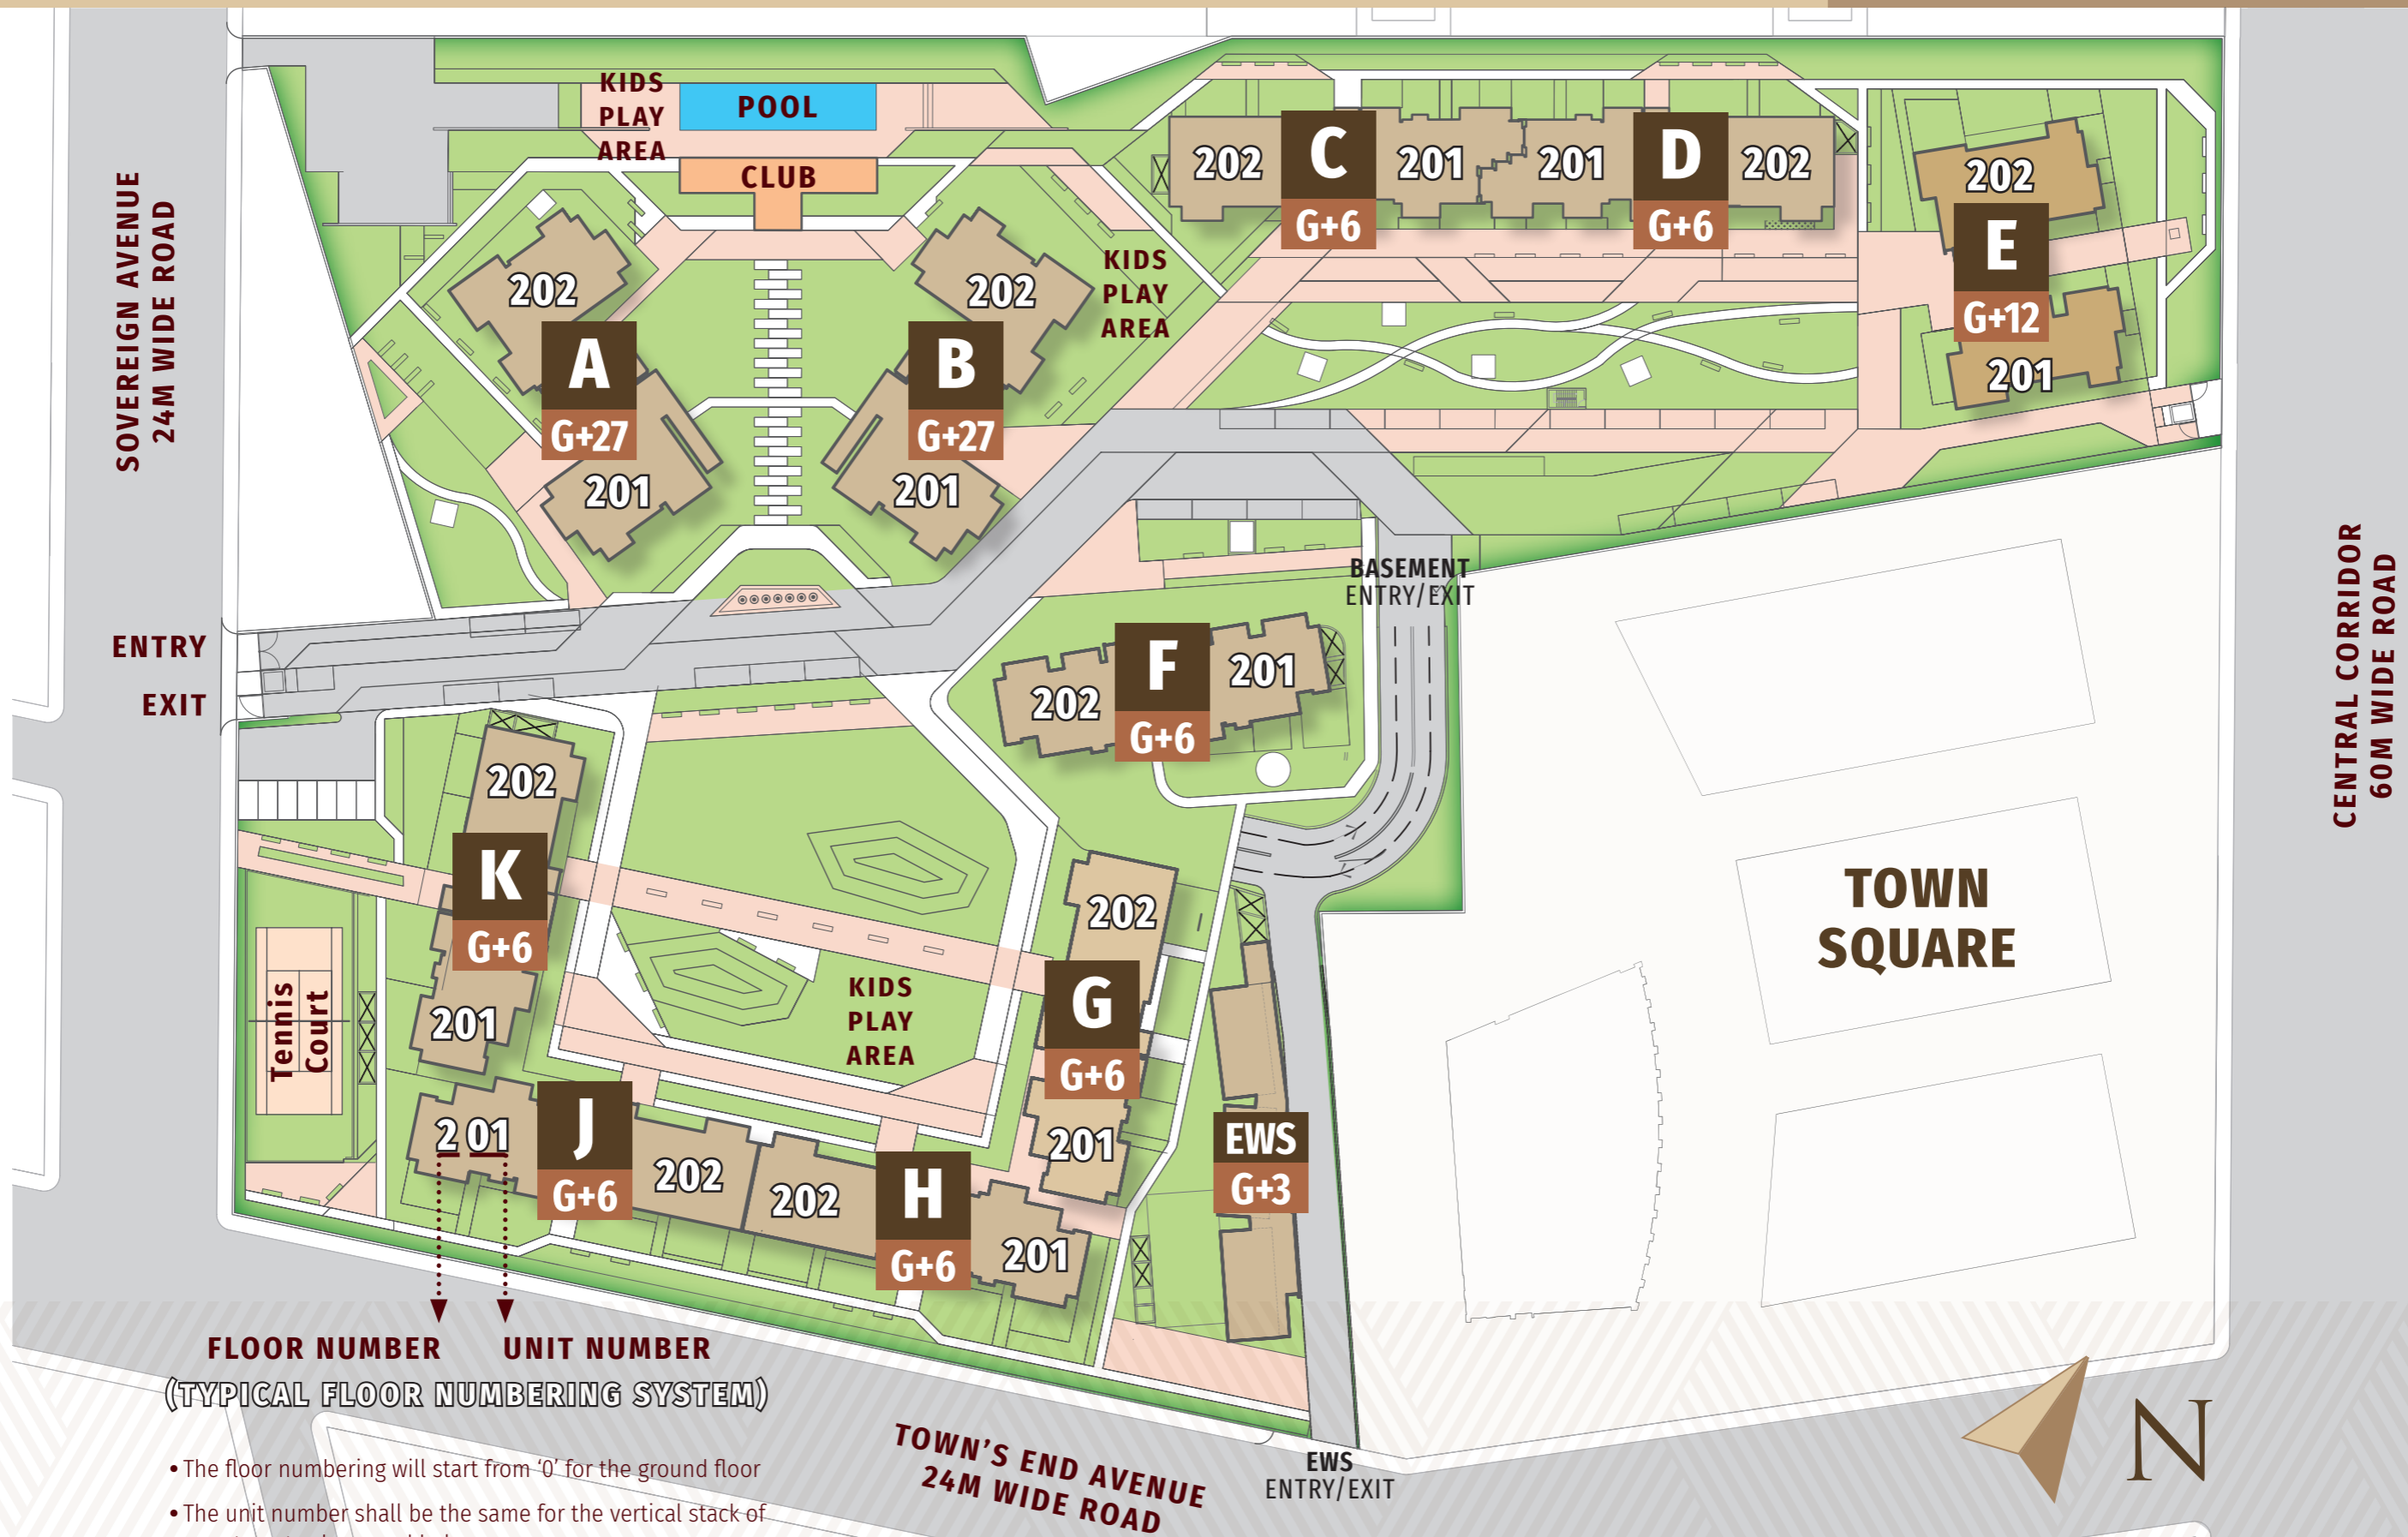 KIDS
PLAY
AREA
POOL
CLUB
SOVEREIGN AVENUE
24M WIDE ROAD
202
C
G+6
201
201
D
G+6
202
202
E
G+12
201
202
A
G+27
201
202
B
G+27
201
KIDS
PLAY
AREA
ENTRY
EXIT
BASEMENT
ENTRY/EXIT
202
F
G+6
201
CENTRAL CORRIDOR
60M WIDE ROAD
202
K
G+6
201
Tennis
Court
KIDS
PLAY
AREA
202
G
G+6
201
TOWN
SQUARE
2 01
J
G+6
202
202
H
G+6
201
EWS
G+3
FLOOR NUMBER
UNIT NUMBER
(TYPICAL FLOOR NUMBERING SYSTEM)
• The floor numbering will start from ‘0’ for the ground floor
• The unit number shall be the same for the vertical stack of
TOWN’S END AVENUE
24M WIDE ROAD
EWS
ENTRY/EXIT
N